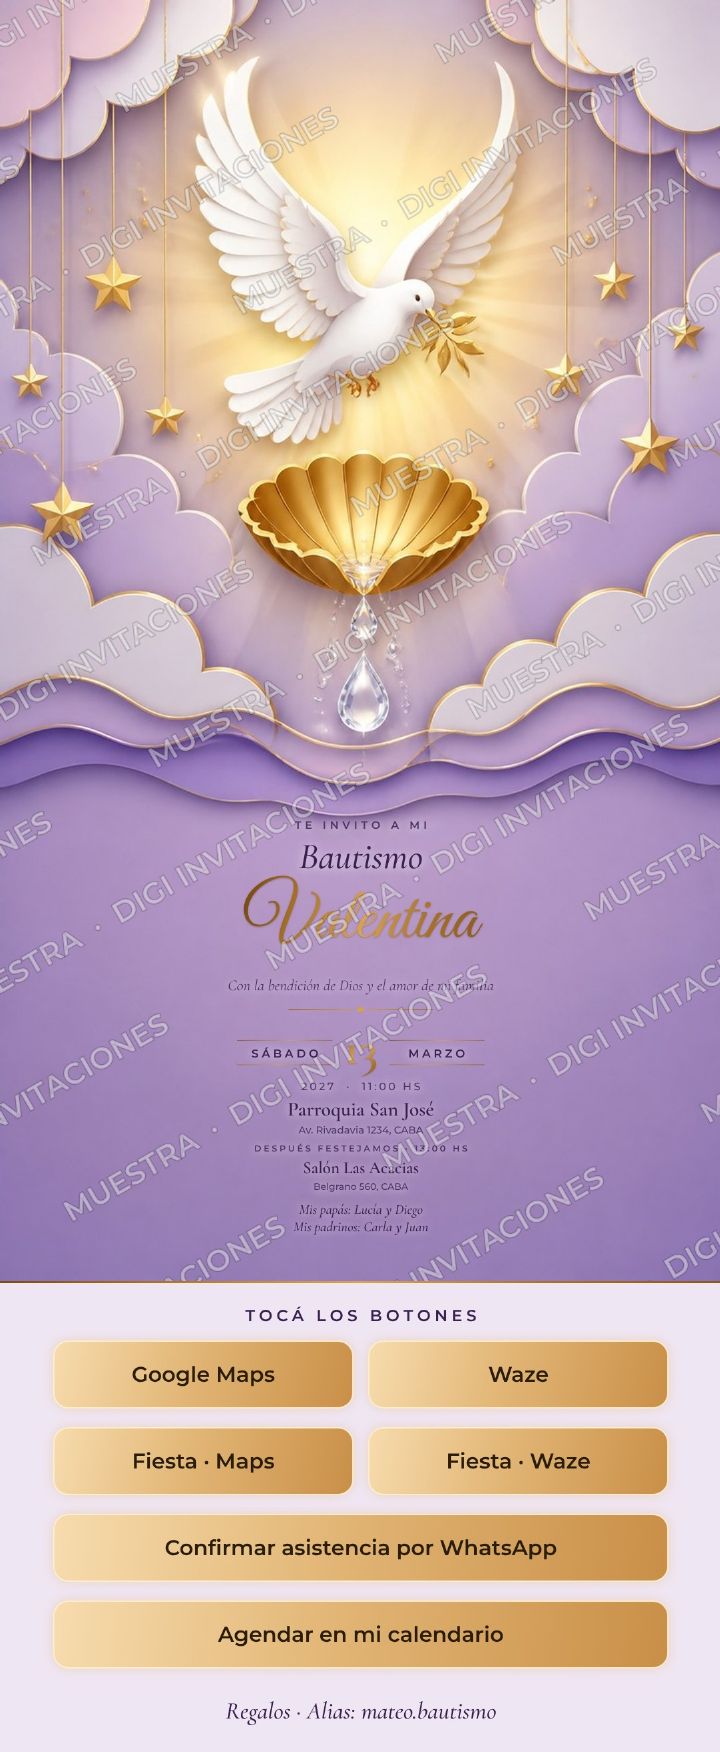 TE INVITO A MI
Bautismo
Valentina
Con la bendición de Dios y el amor de mi familia
SÁBADO 13 MARZO
2027 · 11:00 HS
Parroquia San José
Av. Rivadavia 1234, CABA
DESPUÉS FESTEJAMOS · 13:00 HS
Salón Las Acacias
Belgrano 560, CABA
Mis papás: Lucía y Diego
Mis padrinos: Carla y Juan
TOCÁ LOS BOTONES
Google Maps
Waze
Fiesta · Maps
Fiesta · Waze
Confirmar asistencia por WhatsApp
Agendar en mi calendario
Regalos · Alias: mateo.bautismo
MUESTRA · DIGI INVITACIONES